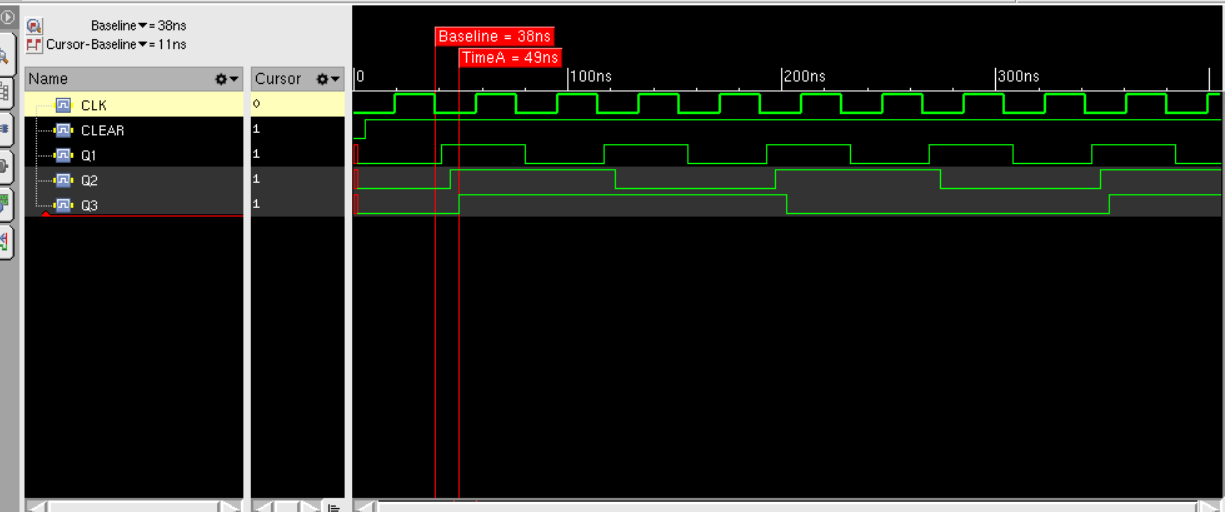 Baseline▼= 38ns
Cursor-Baseline▼= 11ns
Baseline = 38ns
TimeA = 49ns
Name Cursor 0 100ns 200ns 300ns
CLK 0
CLEAR 1
Q1 1
Q2 1
Q3 1